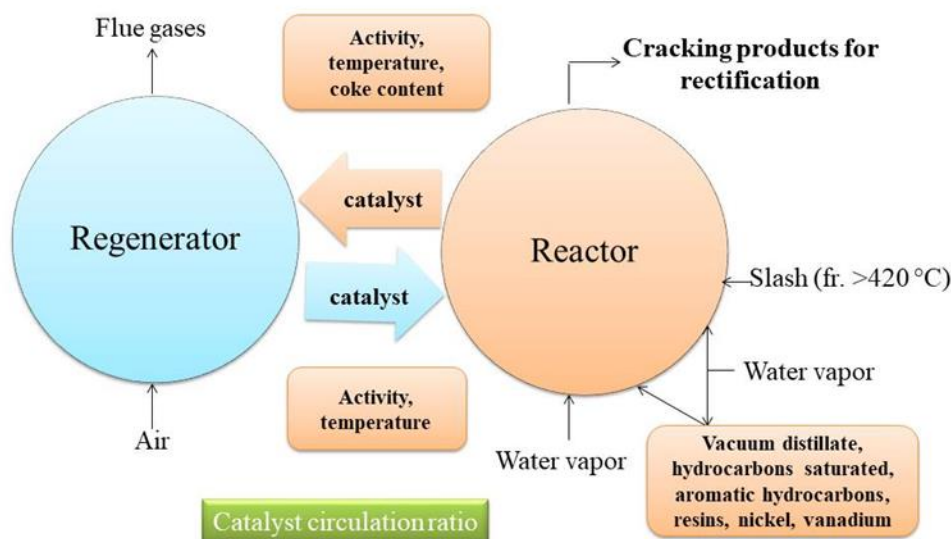 Flue gases
Activity,
temperature,
coke content
Cracking products for
rectification
catalyst
Regenerator
Reactor
catalyst
Slash (fr. >420 °C)
Water vapor
Activity,
temperature
Air
Water vapor
Vacuum distillate,
hydrocarbons saturated,
aromatic hydrocarbons,
resins, nickel, vanadium
Catalyst circulation ratio